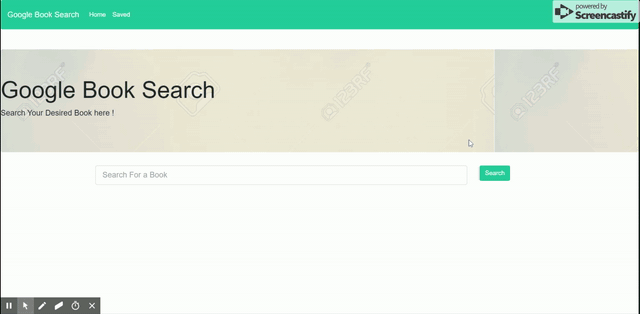 Google Book Search Home Saved
powered by
Screencastify
Google Book Search
Search Your Desired Book here !
123RF
123RF
123RF
Search For a Book
Search